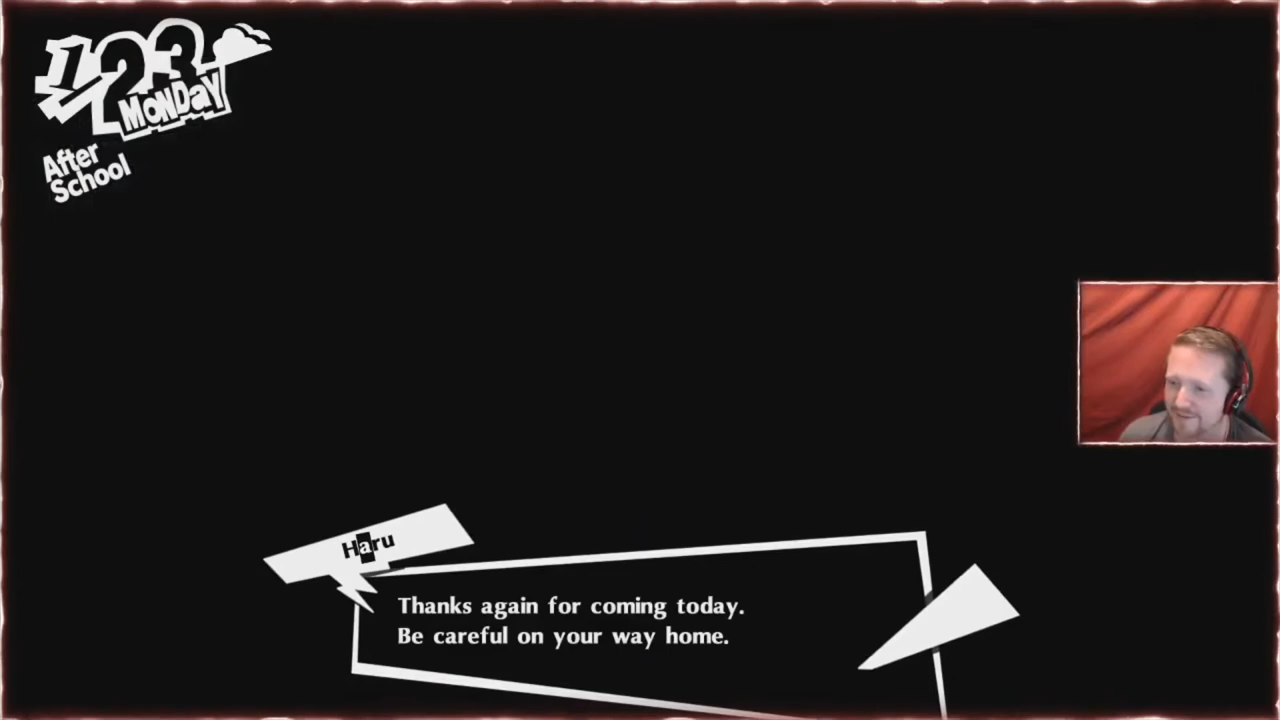 1 23
MONDaY
After
School
Haru
Thanks again for coming today.
Be careful on your way home.